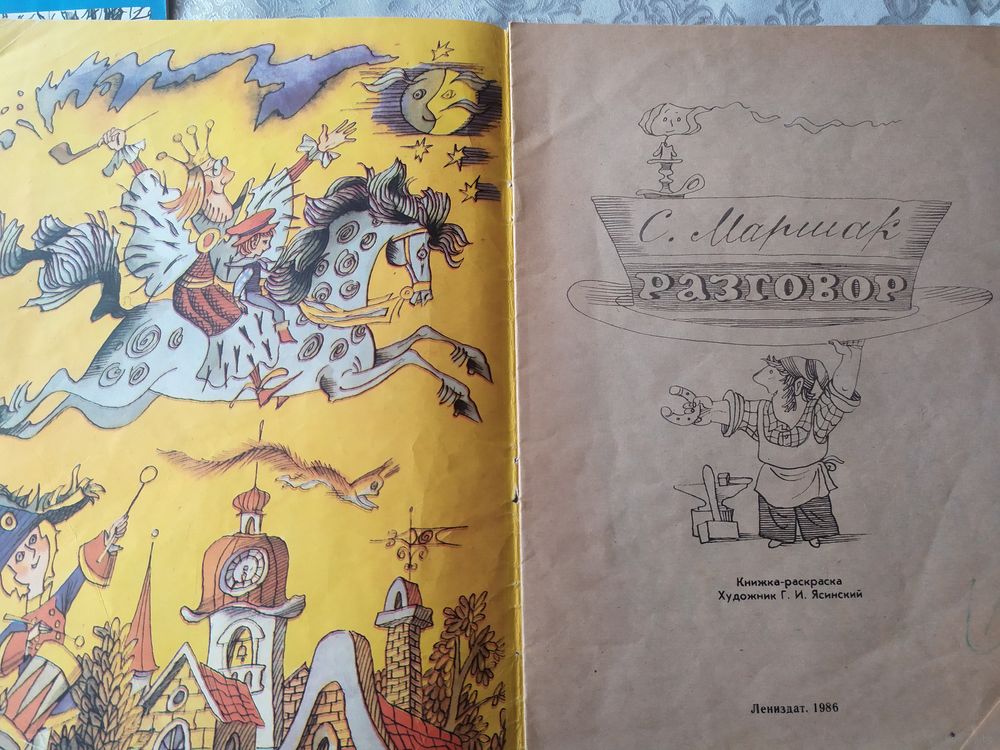 С. Маршак
РАЗГОВОР
Книжка-раскраска
Художник Г. И. Ясинский
Лениздат. 1986